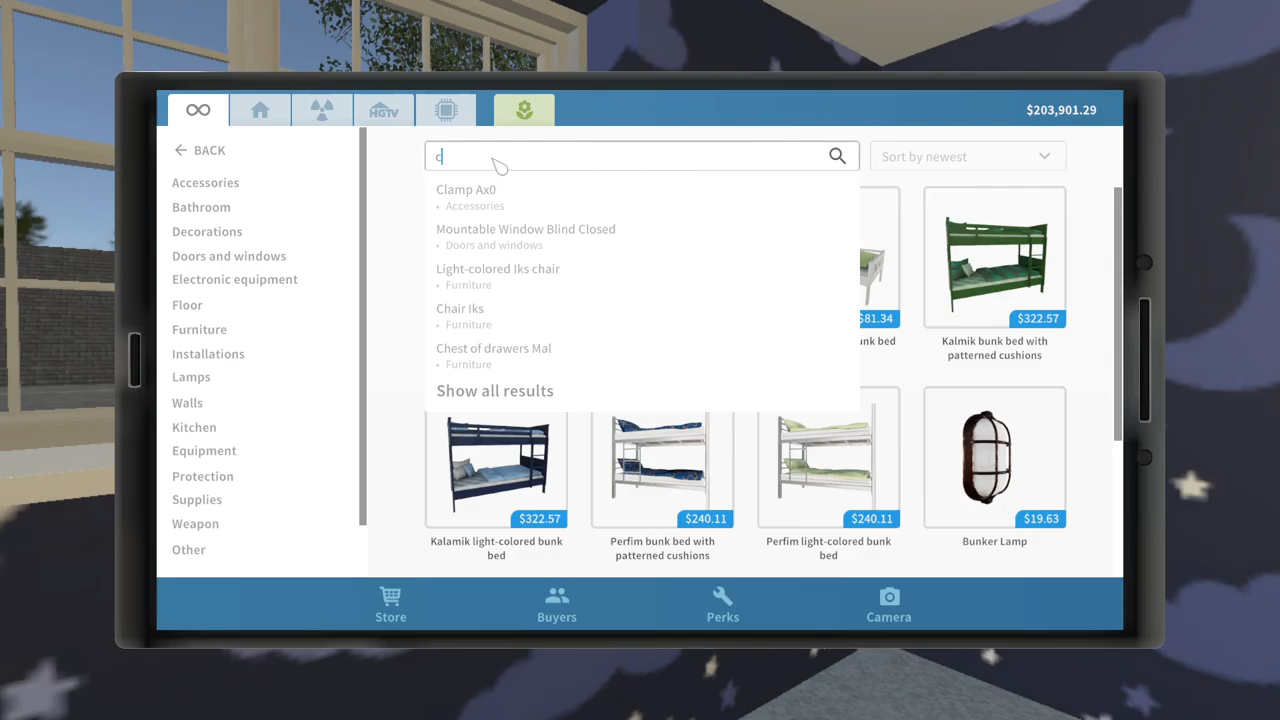 HGTV
$203,901.29
BACK
Accessories
Bathroom
Decorations
Doors and windows
Electronic equipment
Floor
Furniture
Installations
Lamps
Walls
Kitchen
Equipment
Protection
Supplies
Weapon
Other
c
Sort by newest
Clamp Ax0
• Accessories
Mountable Window Blind Closed
• Doors and windows
Light-colored Iks chair
• Furniture
Chair Iks
• Furniture
Chest of drawers Mal
• Furniture
Show all results
$81.34
unk bed
$322.57
Kalmik bunk bed with
patterned cushions
$322.57
Kalamik light-colored bunk
bed
$240.11
Perfim bunk bed with
patterned cushions
$240.11
Perfim light-colored bunk
bed
$19.63
Bunker Lamp
Store
Buyers
Perks
Camera